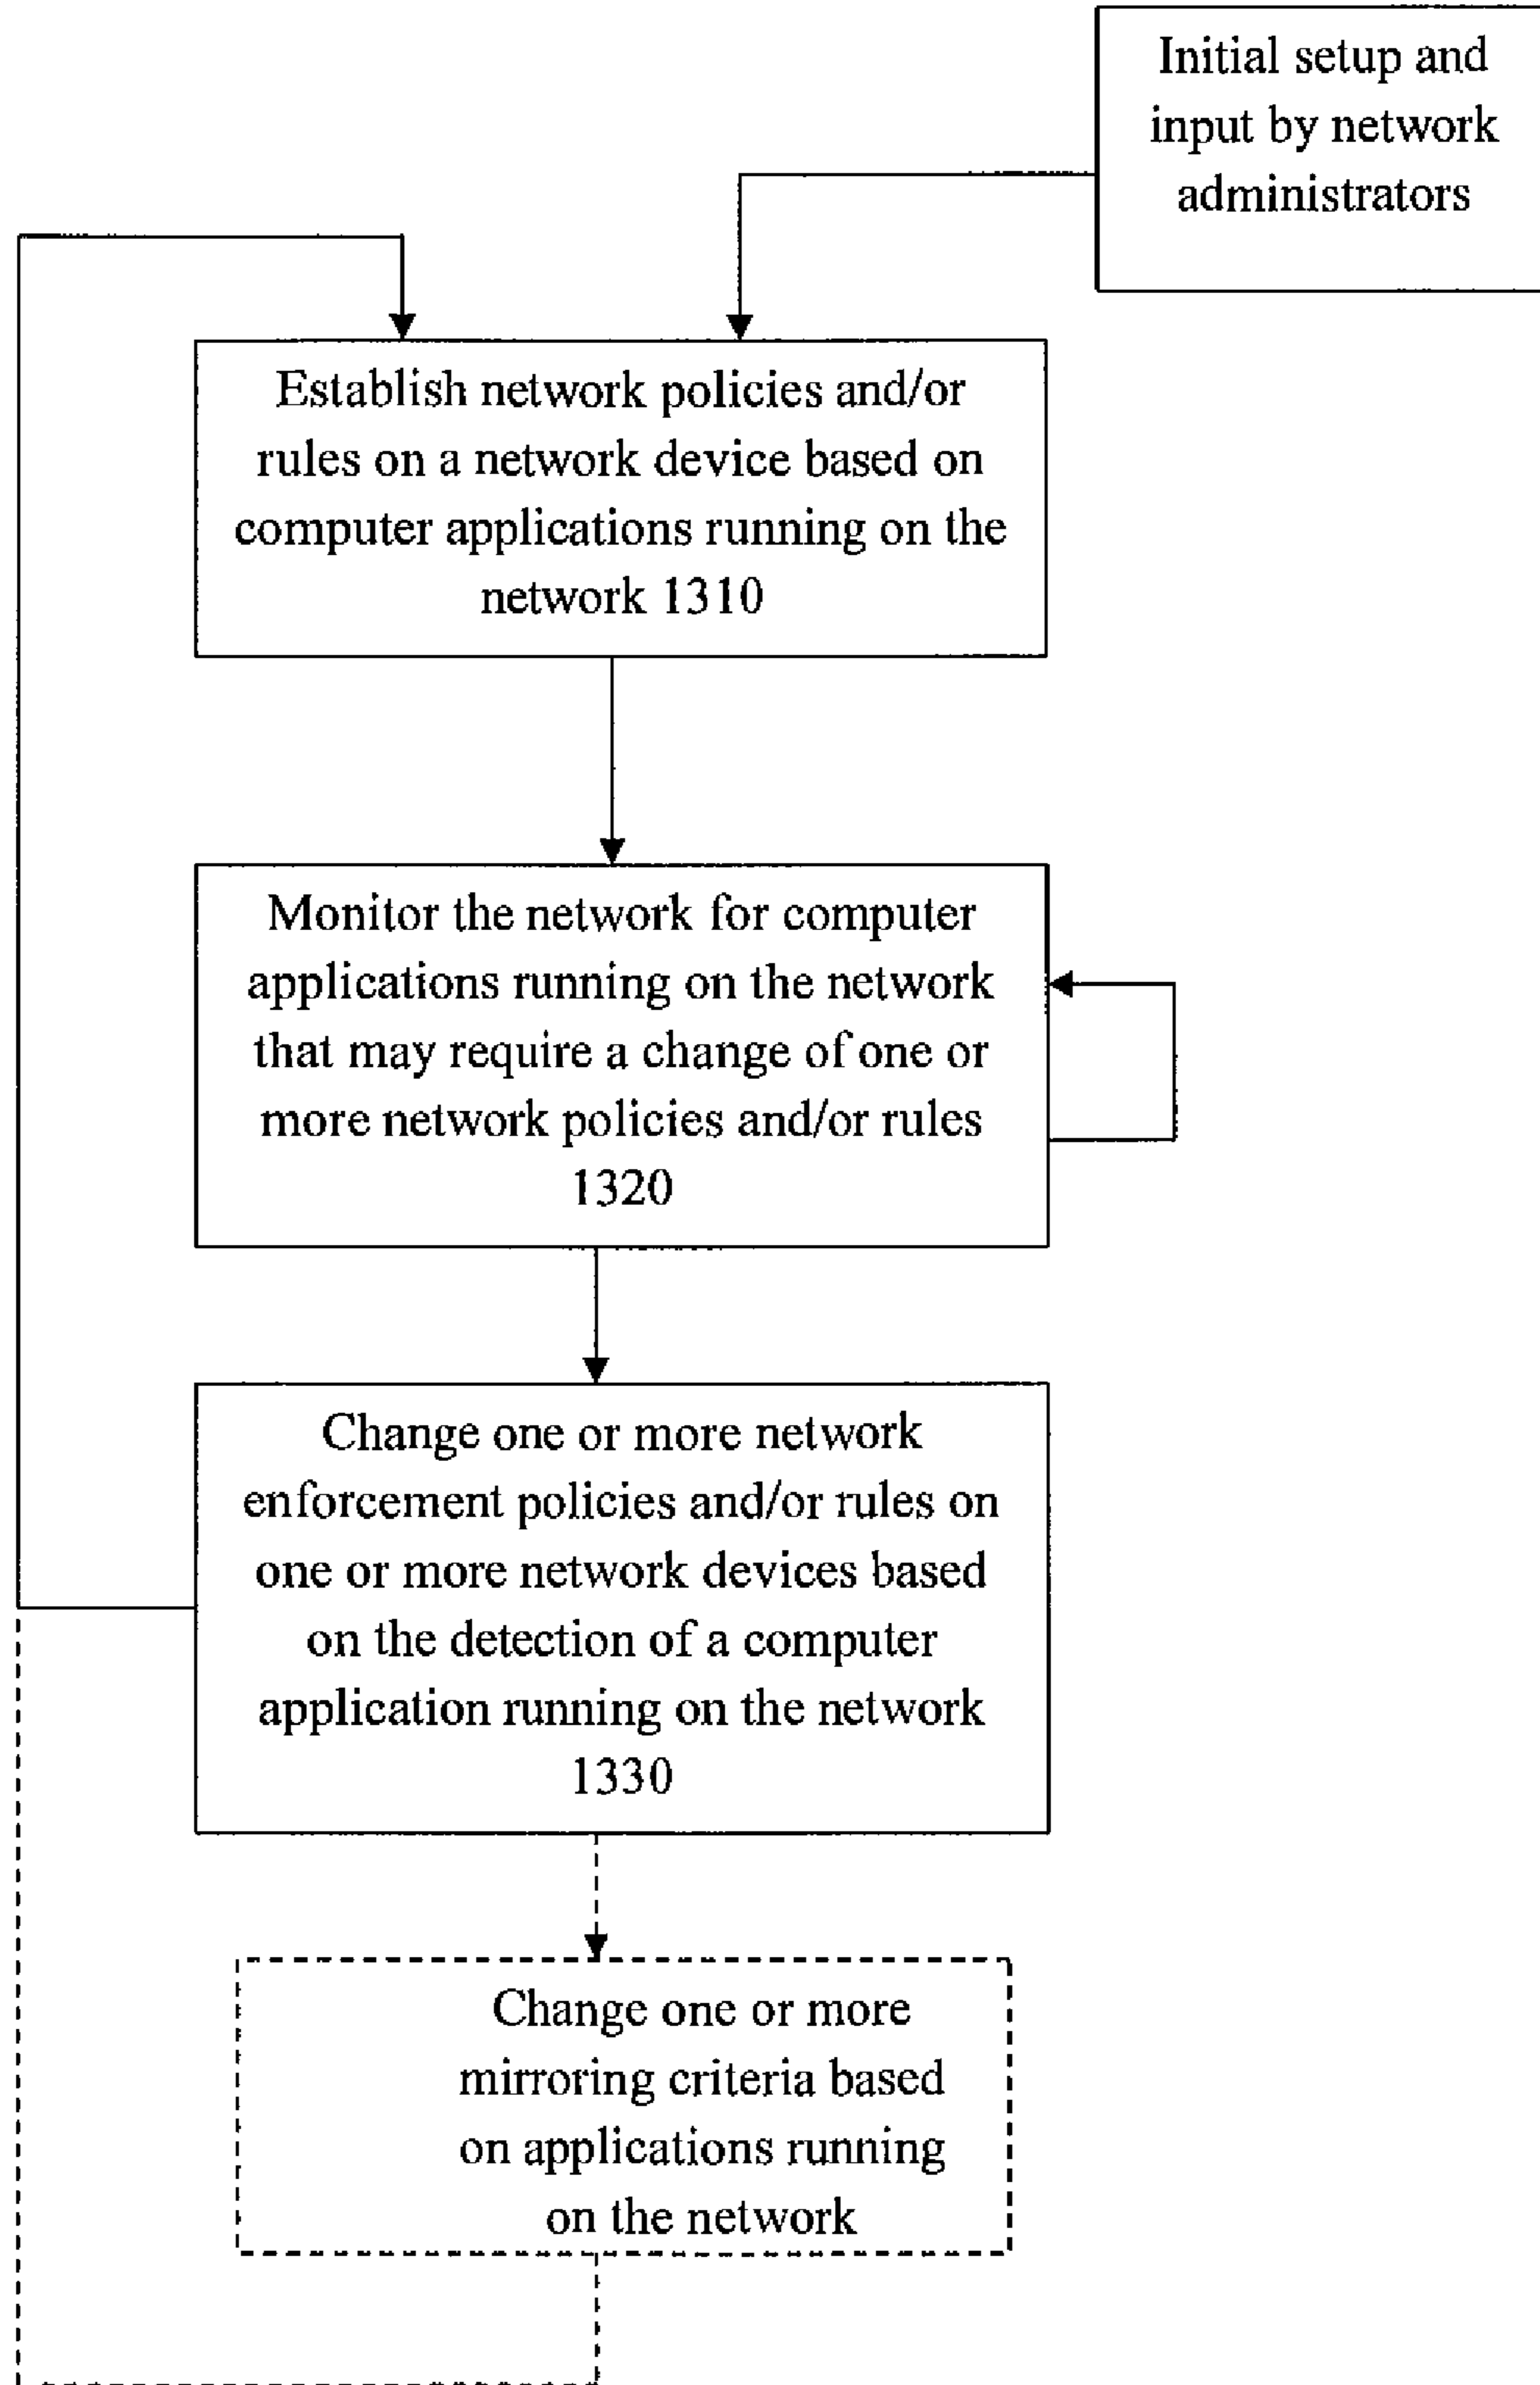 Initial setup and
input by network
administrators
Establish network policies and/or
rules on a network device based on
computer applications running on the
network 1310
Monitor the network for computer
applications running on the network
that may require a change of one or
more network policies and/or rules
1320
Change one or more network
enforcement policies and/or rules on
one or more network devices based
on the detection of a computer
application running on the network
1330
Change one or more
mirroring criteria based
on applications running
on the network